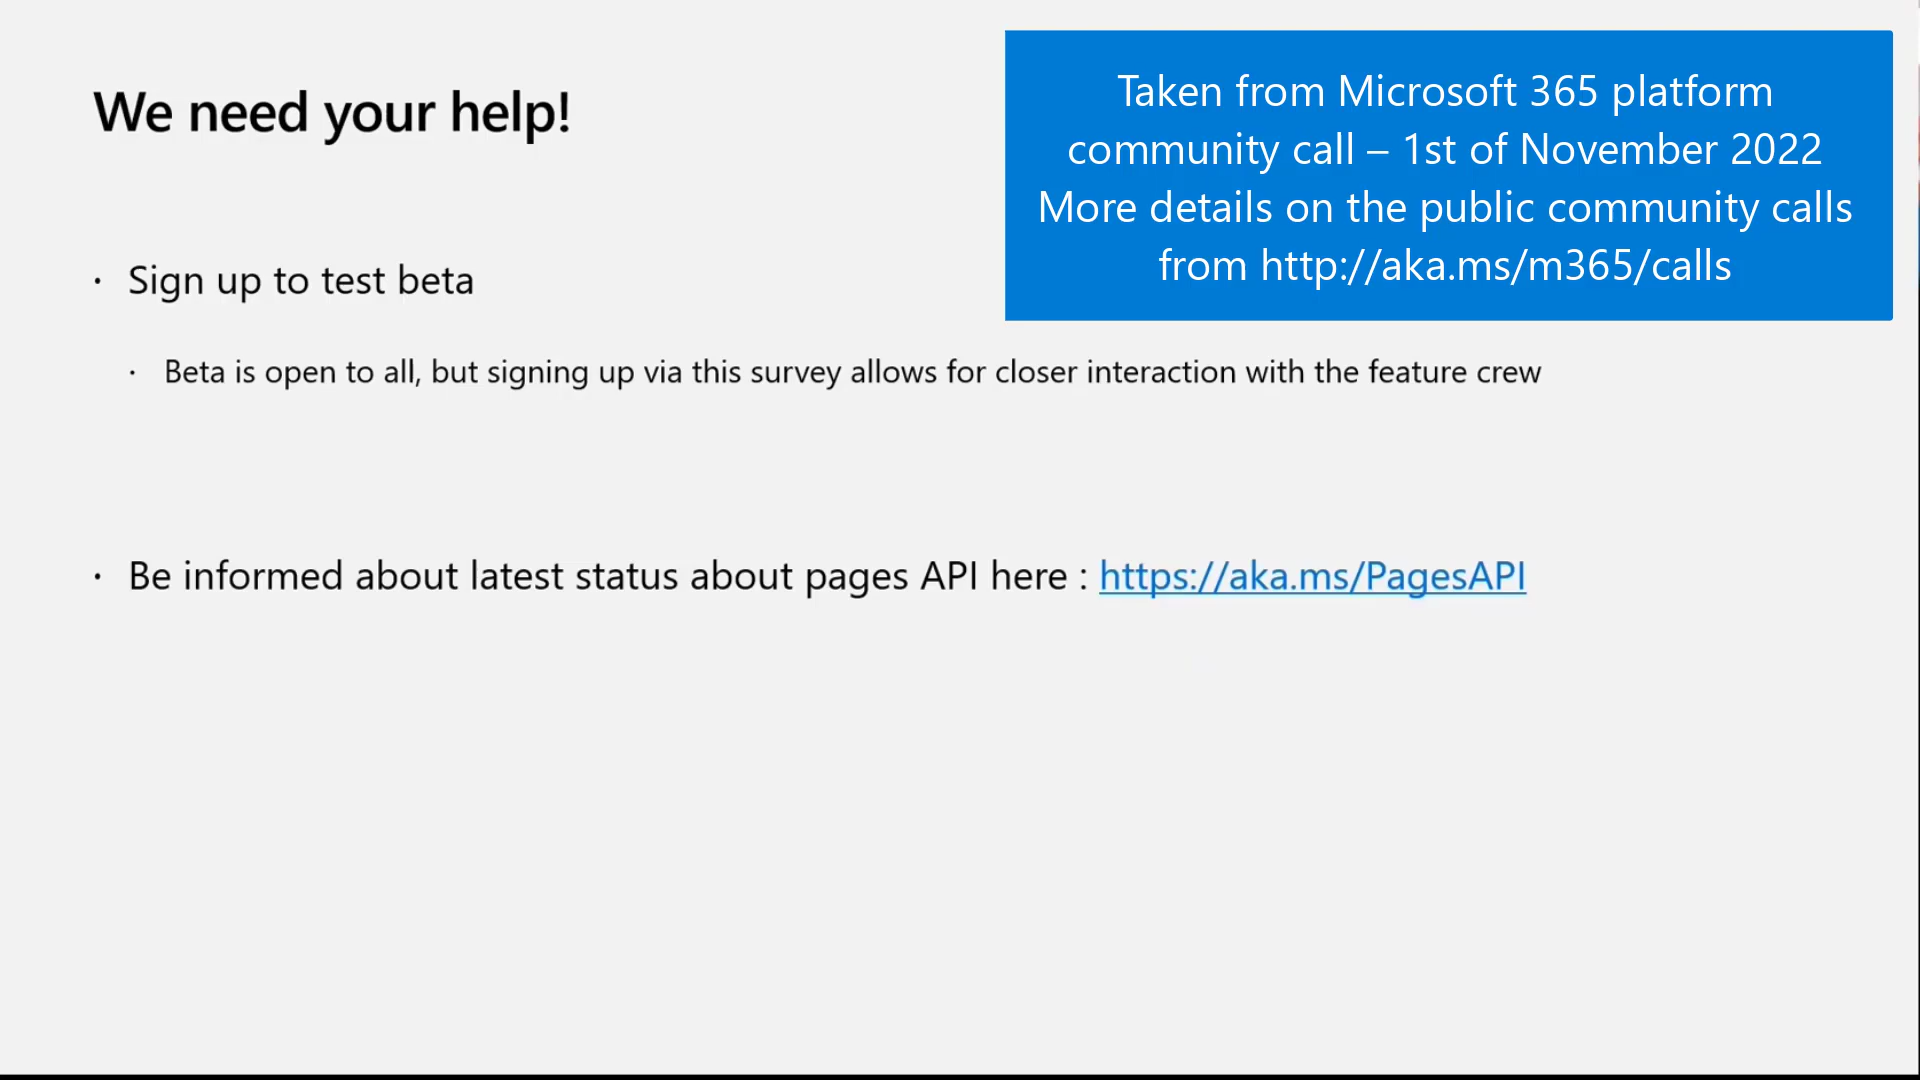 We need your help!
Taken from Microsoft 365 platform
community call – 1st of November 2022
More details on the public community calls
from http://aka.ms/m365/calls
· Sign up to test beta
· Beta is open to all, but signing up via this survey allows for closer interaction with the feature crew
· Be informed about latest status about pages API here : https://aka.ms/PagesAPI